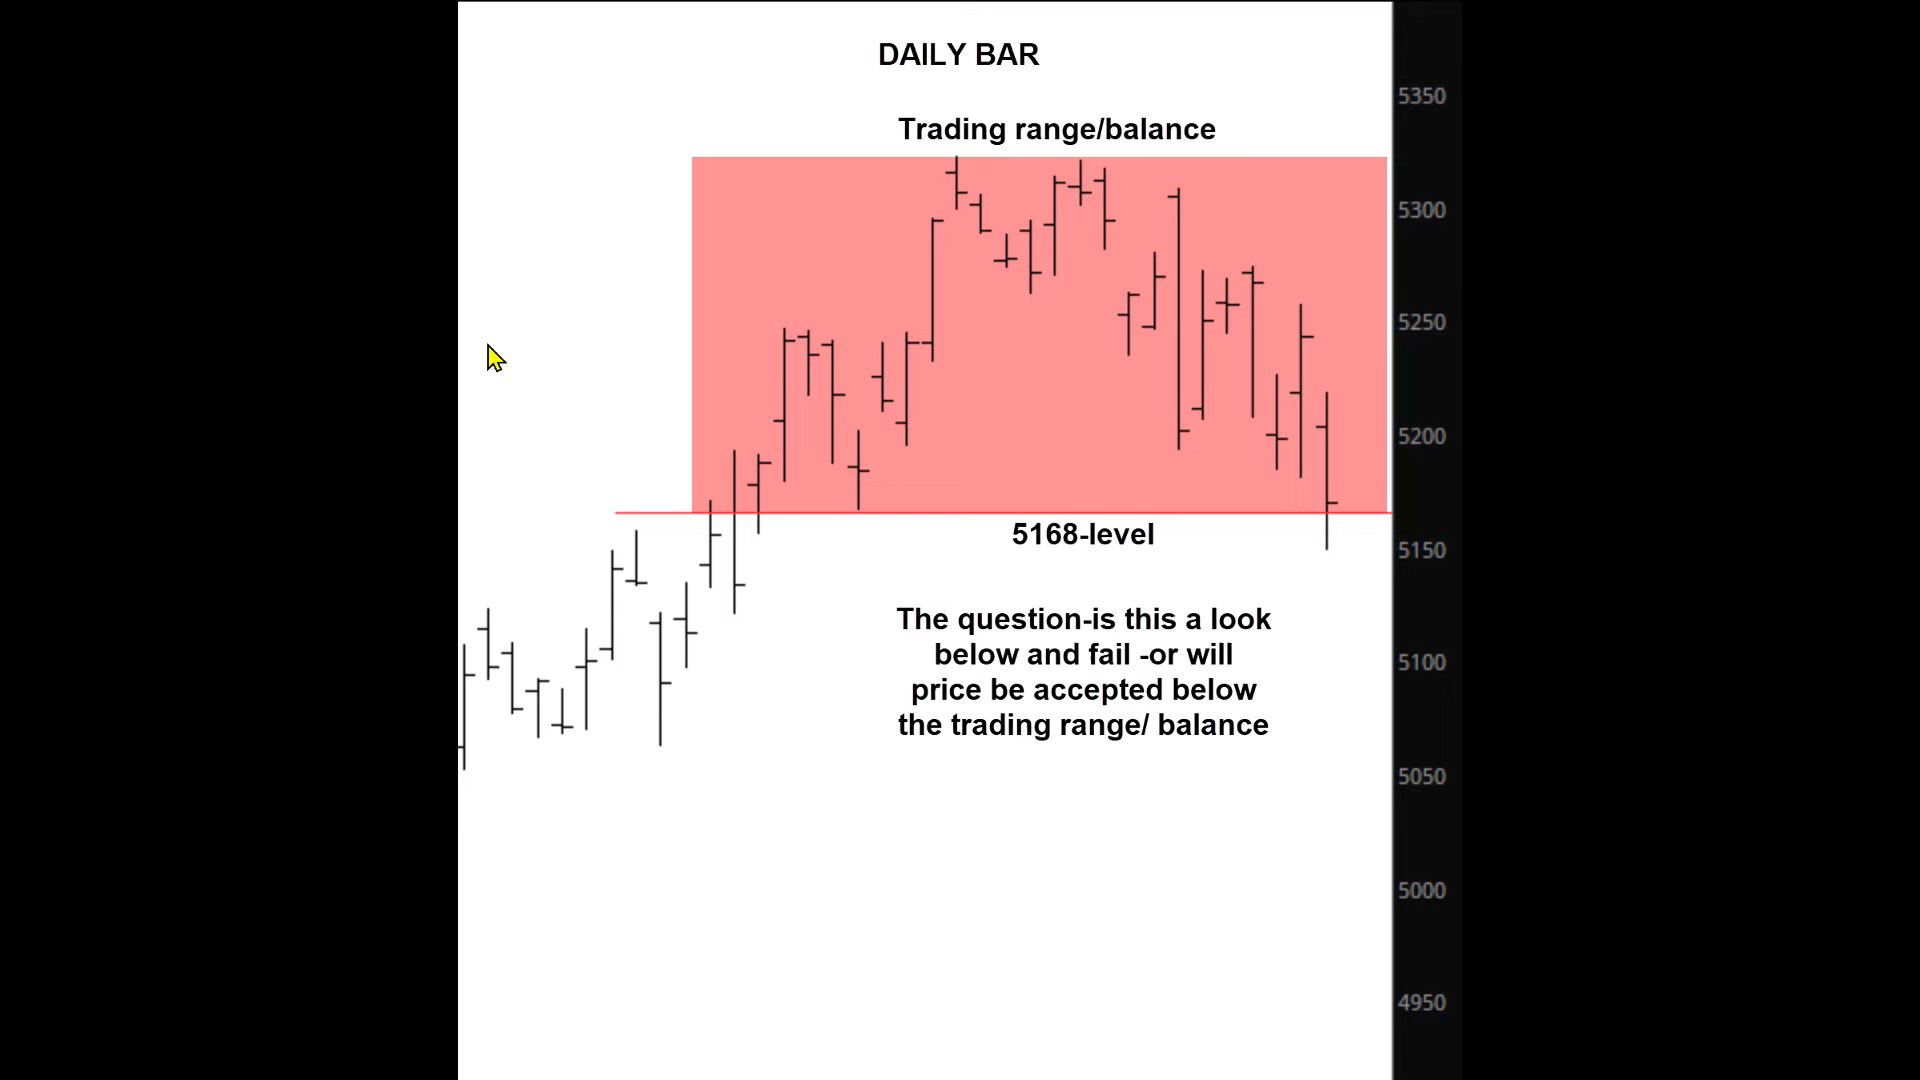 DAILY BAR
Trading range/balance
5350
5300
5250
5200
5168-level
5150
The question-is this a look
below and fail -or will
price be accepted below
the trading range/ balance
5100
5050
5000
4950